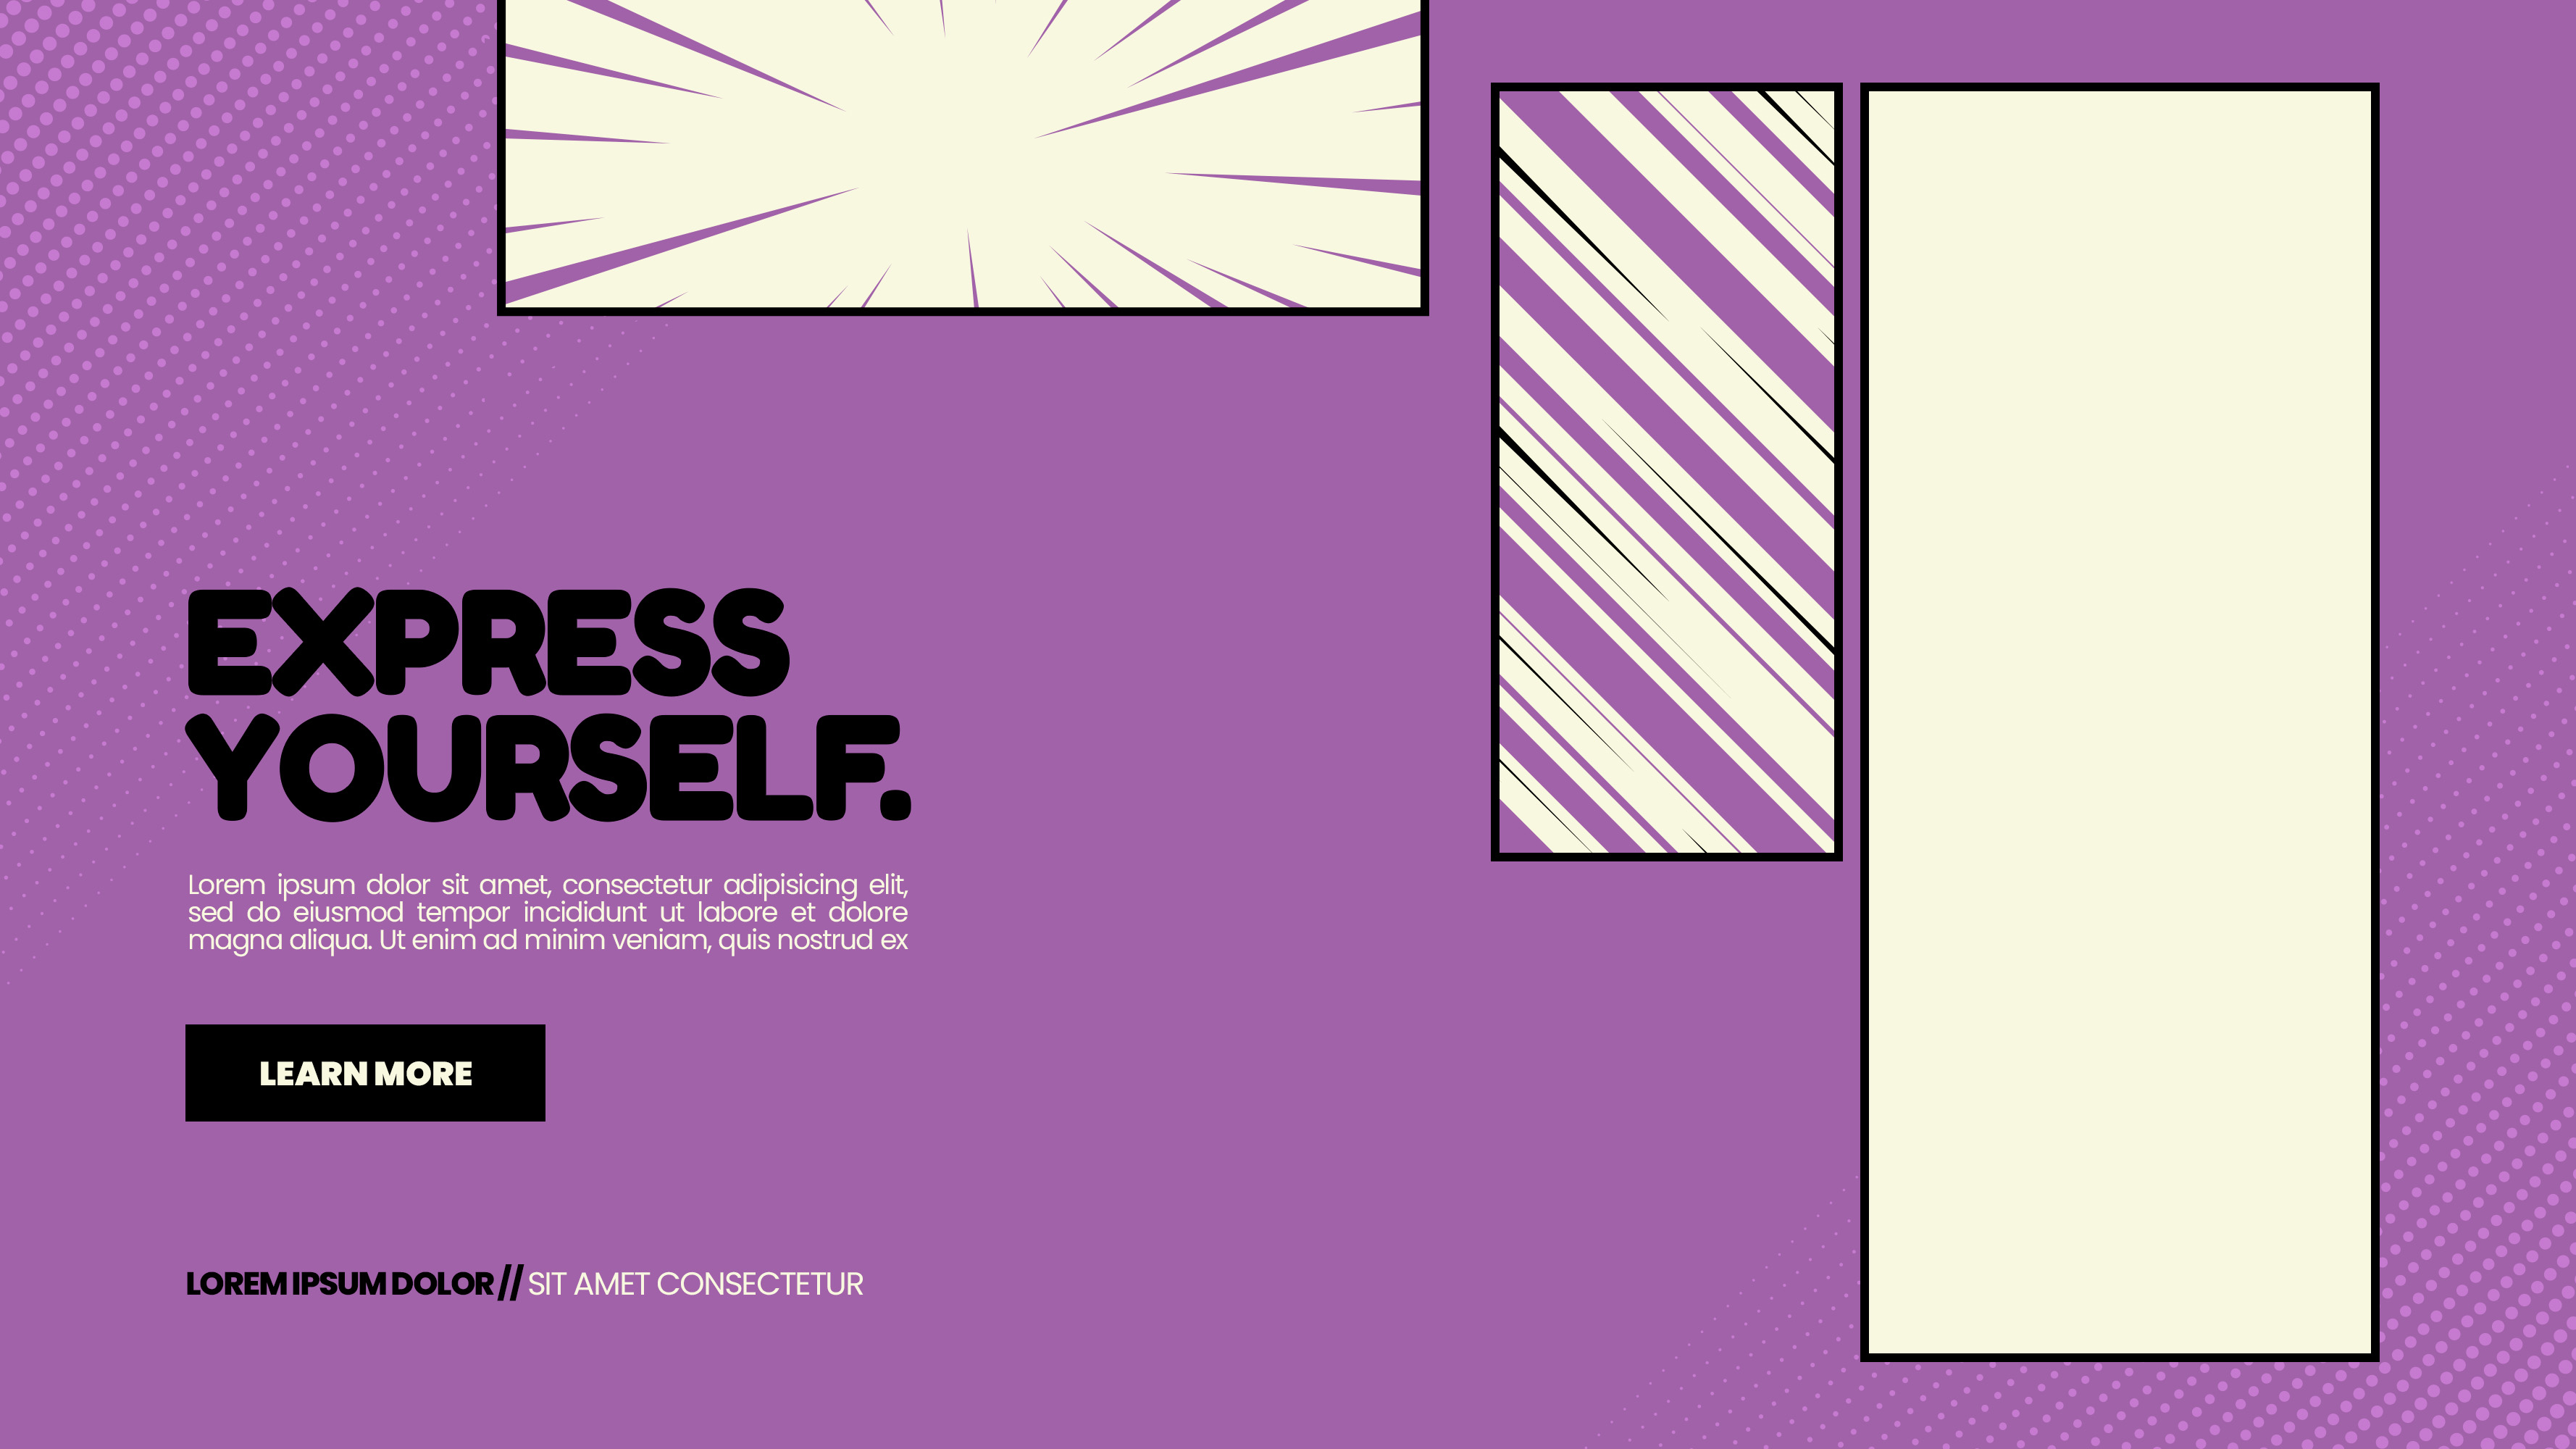 EXPRESS
YOURSELF.
Lorem ipsum dolor sit amet, consectetur adipisicing elit,
sed do eiusmod tempor incididunt ut labore et dolore
magna aliqua. Ut enim ad minim veniam, quis nostrud ex
LEARN MORE
LOREM IPSUM DOLOR // SIT AMET CONSECTETUR